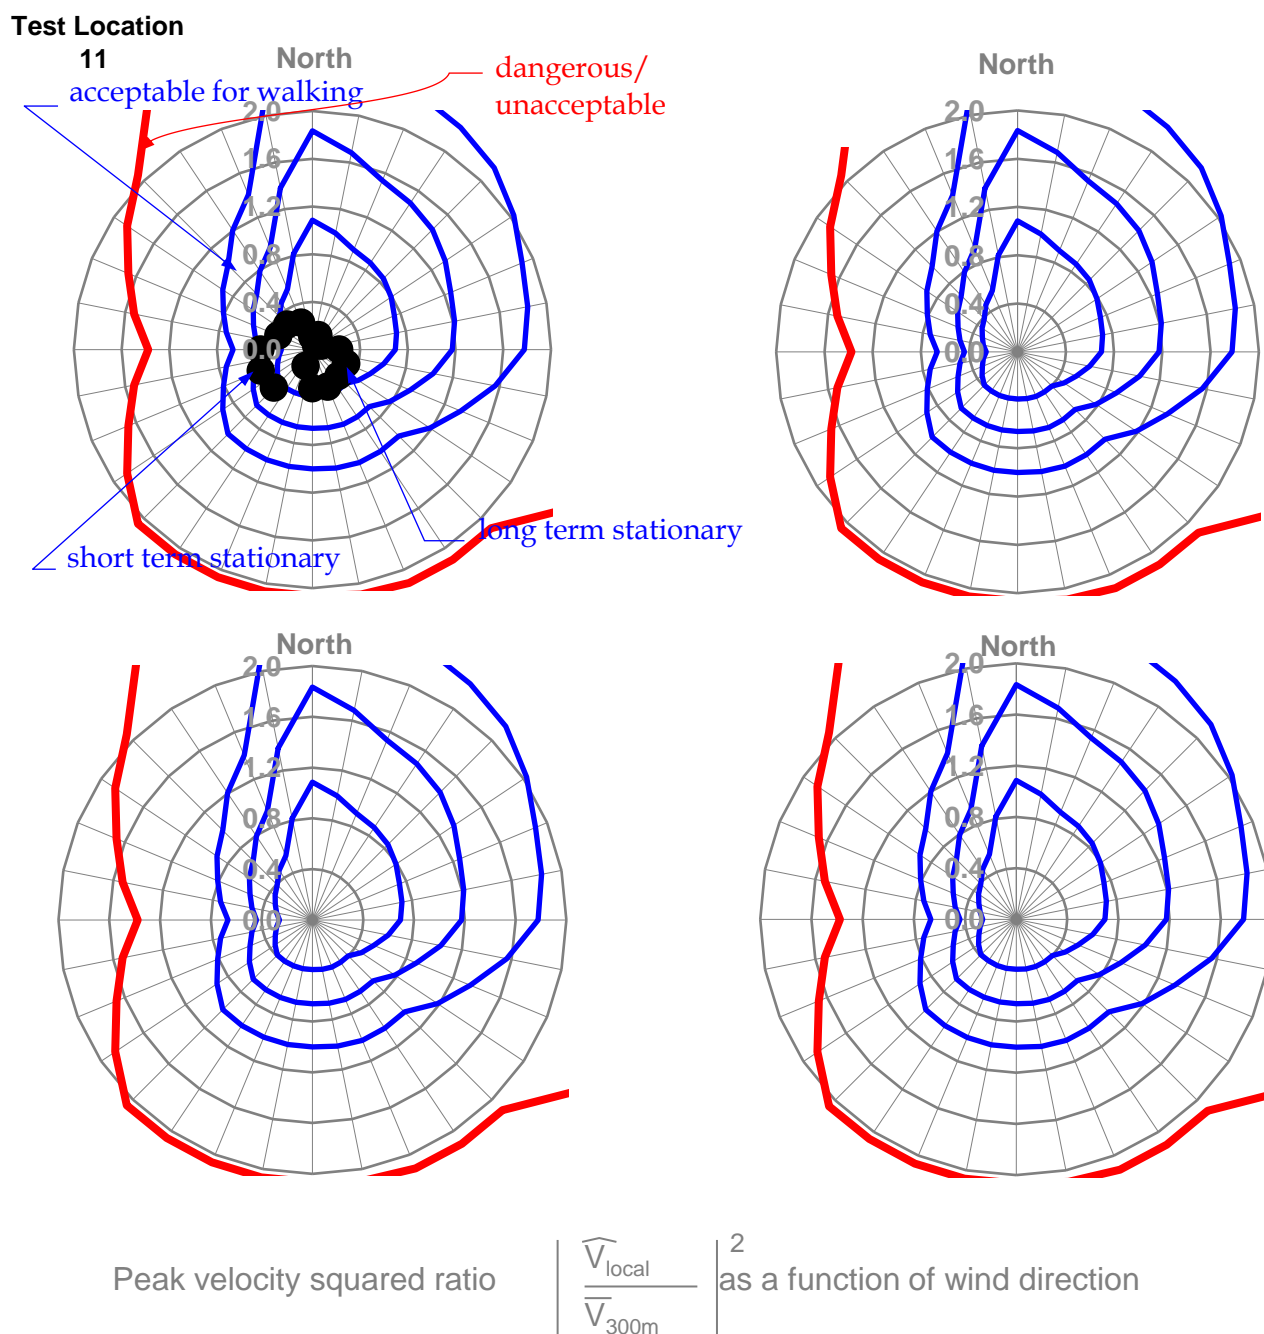 Test Location
11
North
acceptable for walking
dangerous/
unacceptable
2.0
1.6
1.2
0.8
0.4
0.0
short term stationary
long term stationary
North
2.0
1.6
1.2
0.8
0.4
0.0
North
2.0
1.6
1.2
0.8
0.4
0.0
North
2.0
1.6
1.2
0.8
0.4
0.0
Peak velocity squared ratio | V̂local / V̅300m |² as a function of wind direction